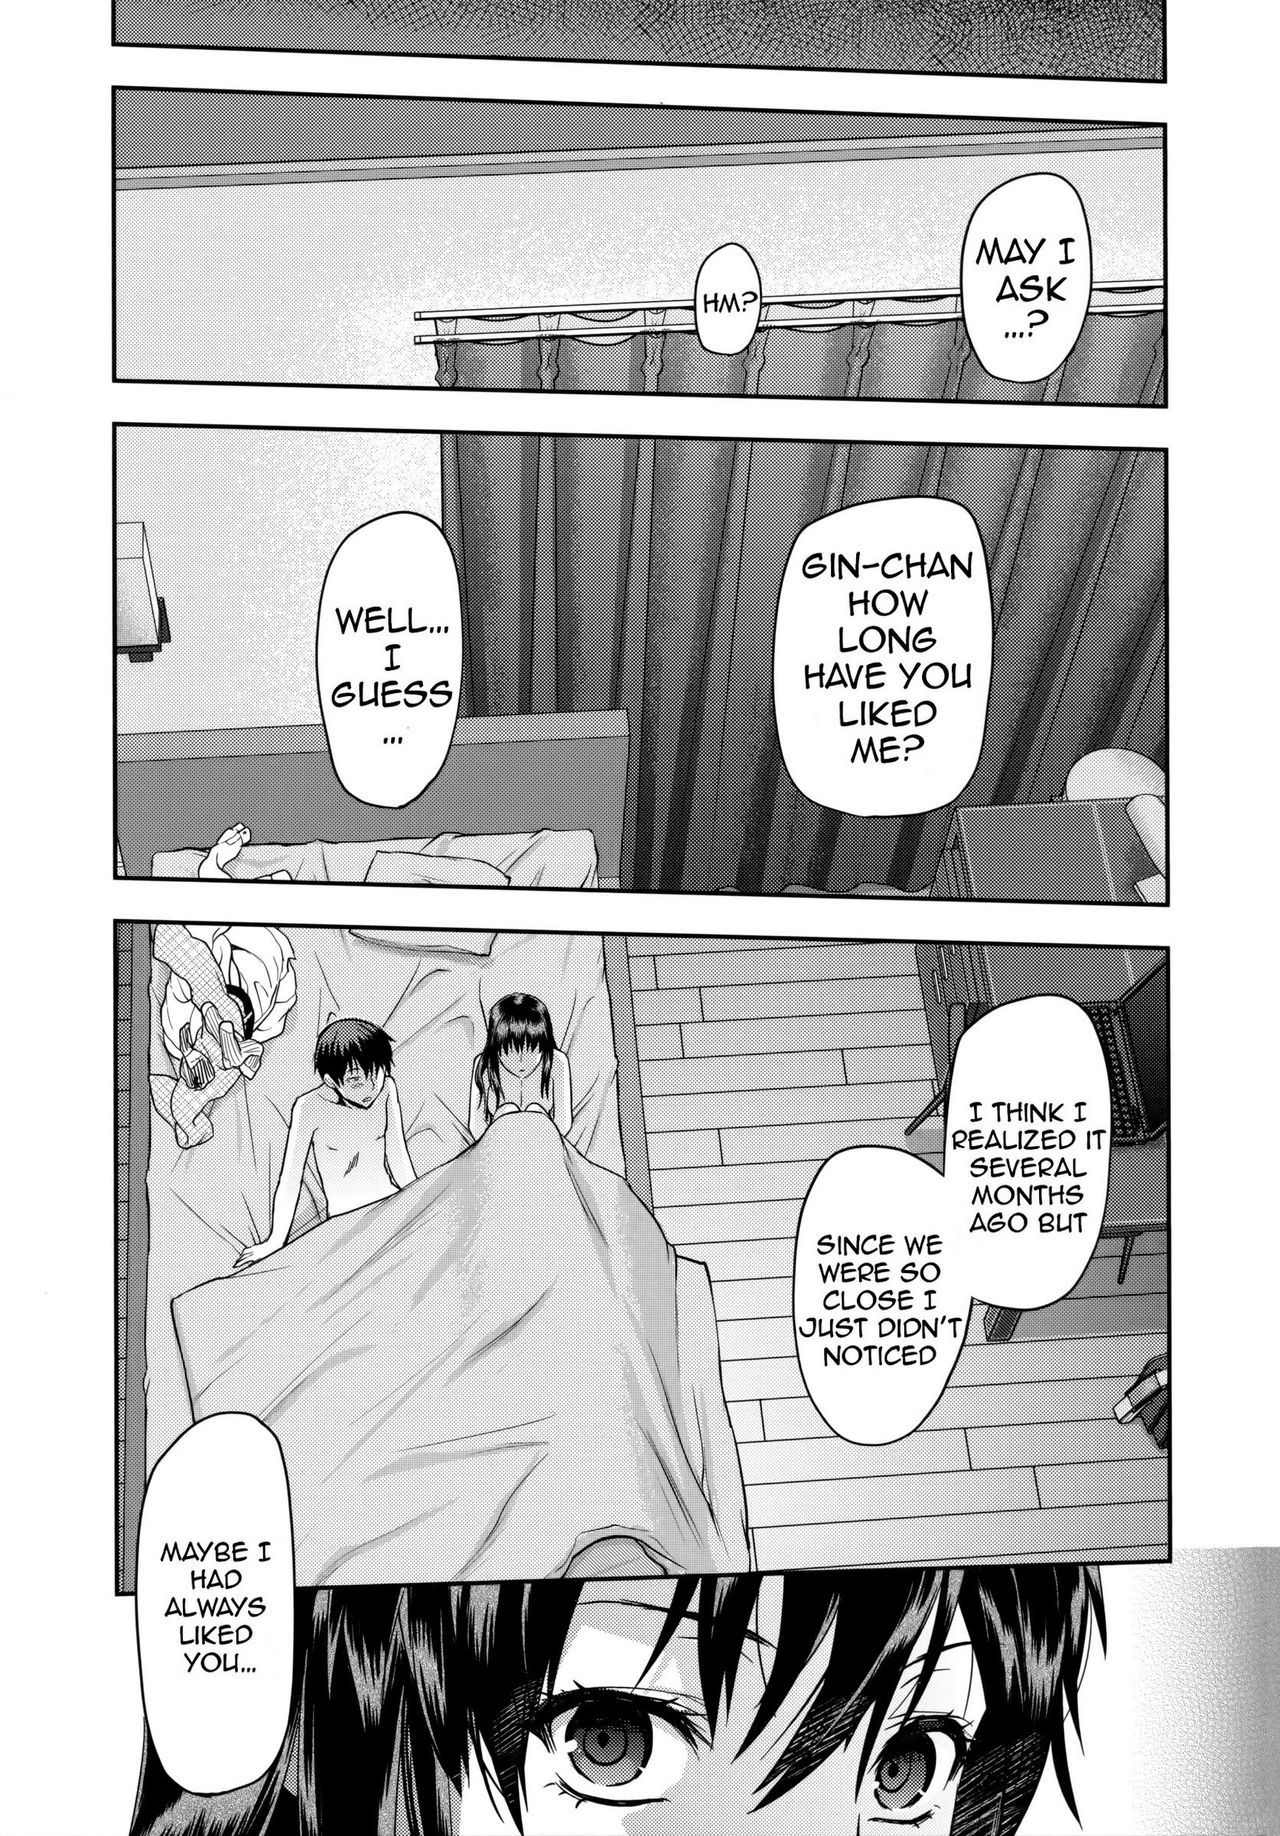 MAY I
ASK
...?
HM?
GIN-CHAN
HOW
LONG
HAVE YOU
LIKED
ME?
WELL...
I
GUESS
...
I THINK I
REALIZED IT
SEVERAL
MONTHS
AGO BUT
SINCE WE
WERE SO
CLOSE I
JUST DIDN'T
NOTICED
MAYBE I
HAD
ALWAYS
LIKED
YOU...